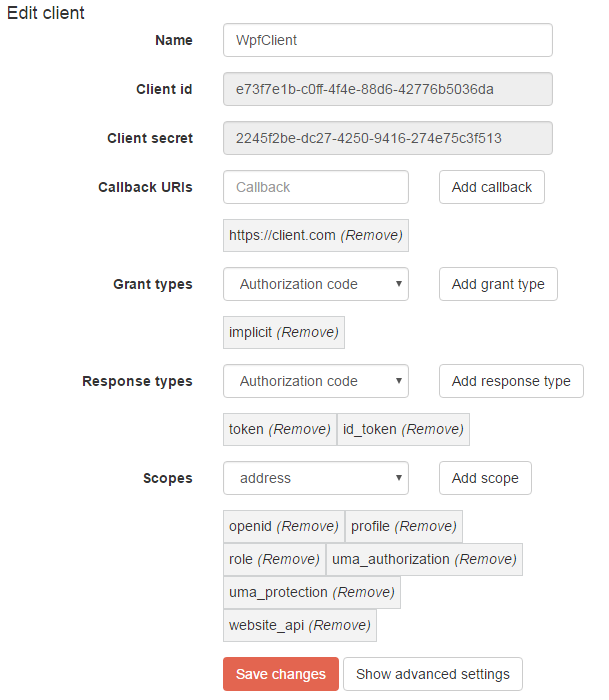 Edit client
Name WpfClient
Client id e73f7e1b-c0ff-4f4e-88d6-42776b5036da
Client secret 2245f2be-dc27-4250-9416-274e75c3f513
Callback URIs Callback Add callback
https://client.com (Remove)
Grant types Authorization code Add grant type
implicit (Remove)
Response types Authorization code Add response type
token (Remove) id_token (Remove)
Scopes address Add scope
openid (Remove) profile (Remove)
role (Remove) uma_authorization (Remove)
uma_protection (Remove)
website_api (Remove)
Save changes Show advanced settings